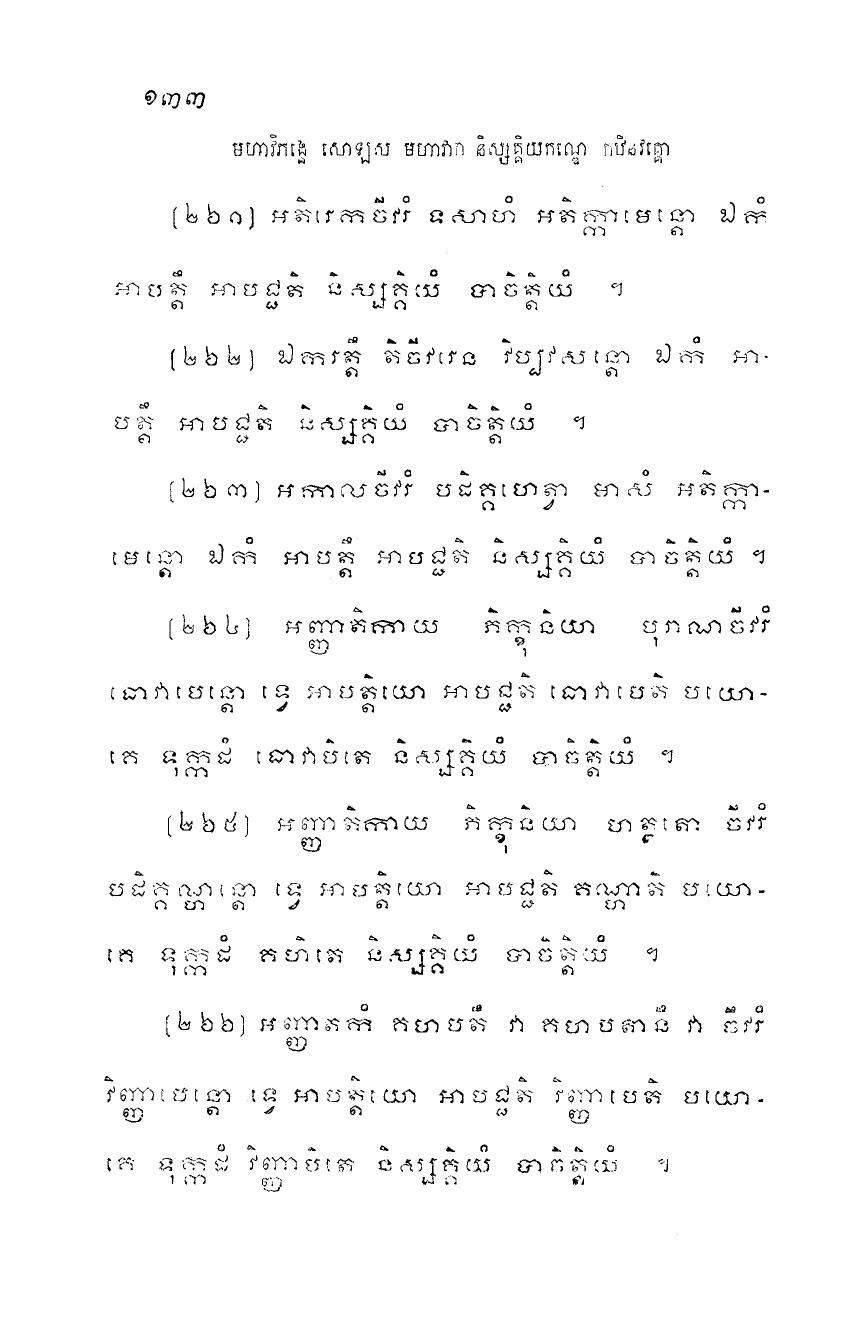 ១៣៣
មហាវិភង្គេ សោឡស មហាវារា និស្សគ្គិយកណ្ឌេ កឋិនវគ្គោ
(២៦១) អតិរេកចីវរំ ទសាហំ អតិក្កាមេន្តោ ឯកំ
អាបត្តឹ អាបជ្ជតិ និស្សគ្គិយំ បាចិត្តិយំ ។
(២៦២) ឯករត្តឹ តិចីវរេន វិប្បវសន្តោ ឯកំ អា-
បត្តឹ អាបជ្ជតិ និស្សគ្គិយំ បាចិត្តិយំ ។
(២៦៣) អកាលចីវរំ បដិគ្គហេត្វា មាសំ អតិក្កា-
មេន្តោ ឯកំ អាបត្តឹ អាបជ្ជតិ និស្សគ្គិយំ បាចិត្តិយំ ។
(២៦៤) អញ្ញាតិកាយ ភិក្ខុនិយា បុរាណចីវរំ
ធោវាបេន្តោ ទ្វេ អាបត្តិយោ អាបជ្ជតិ ធោវាបេតិ បយោ-
គេ ទុក្កដំ ធោវាបិតេ និស្សគ្គិយំ បាចិត្តិយំ ។
(២៦៥) អញ្ញាតិកាយ ភិក្ខុនិយា ហត្ថតោ ចីវរំ
បដិគ្គណ្ហន្តោ ទ្វេ អាបត្តិយោ អាបជ្ជតិ គណ្ហាតិ បយោ-
គេ ទុក្កដំ គហិតេ និស្សគ្គិយំ បាចិត្តិយំ ។
(២៦៦) អញ្ញាតកំ គហបតឹ វា គហបតានឹ វា ចីវរំ
វិញ្ញាបេន្តោ ទ្វេ អាបត្តិយោ អាបជ្ជតិ វិញ្ញាបេតិ បយោ-
គេ ទុក្កដំ វិញ្ញាបិតេ និស្សគ្គិយំ បាចិត្តិយំ ។